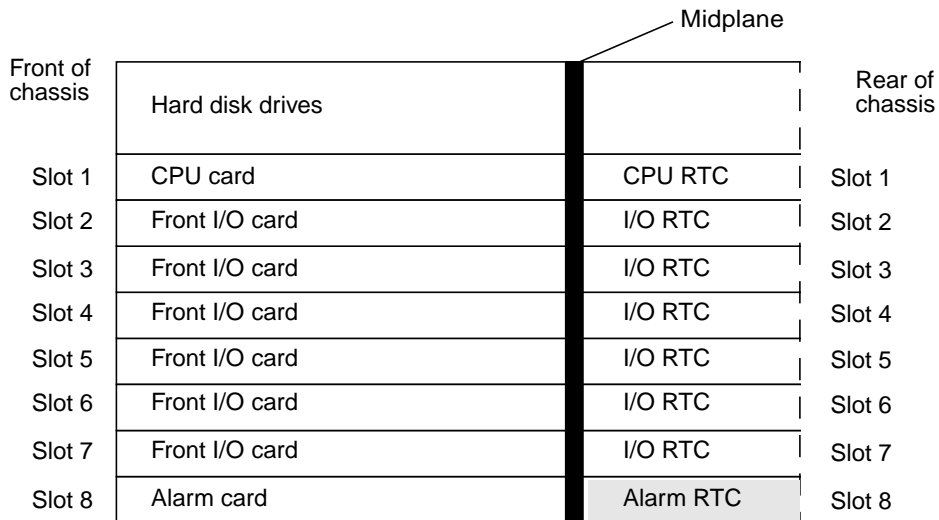 Midplane
Front of
chassis
Rear of
chassis
Hard disk drives
Slot 1 CPU card CPU RTC Slot 1
Slot 2 Front I/O card I/O RTC Slot 2
Slot 3 Front I/O card I/O RTC Slot 3
Slot 4 Front I/O card I/O RTC Slot 4
Slot 5 Front I/O card I/O RTC Slot 5
Slot 6 Front I/O card I/O RTC Slot 6
Slot 7 Front I/O card I/O RTC Slot 7
Slot 8 Alarm card Alarm RTC Slot 8